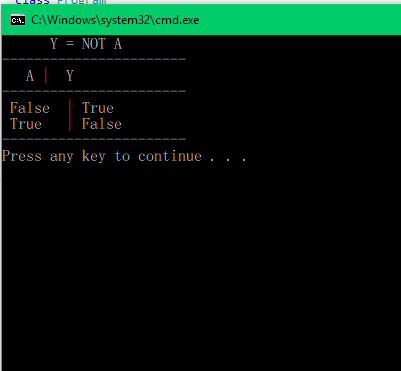 class Program
C:\Windows\system32\cmd.exe
Y = NOT A
-----------------------
A | Y
-----------------------
False | True
True | False
-----------------------
Press any key to continue . . .